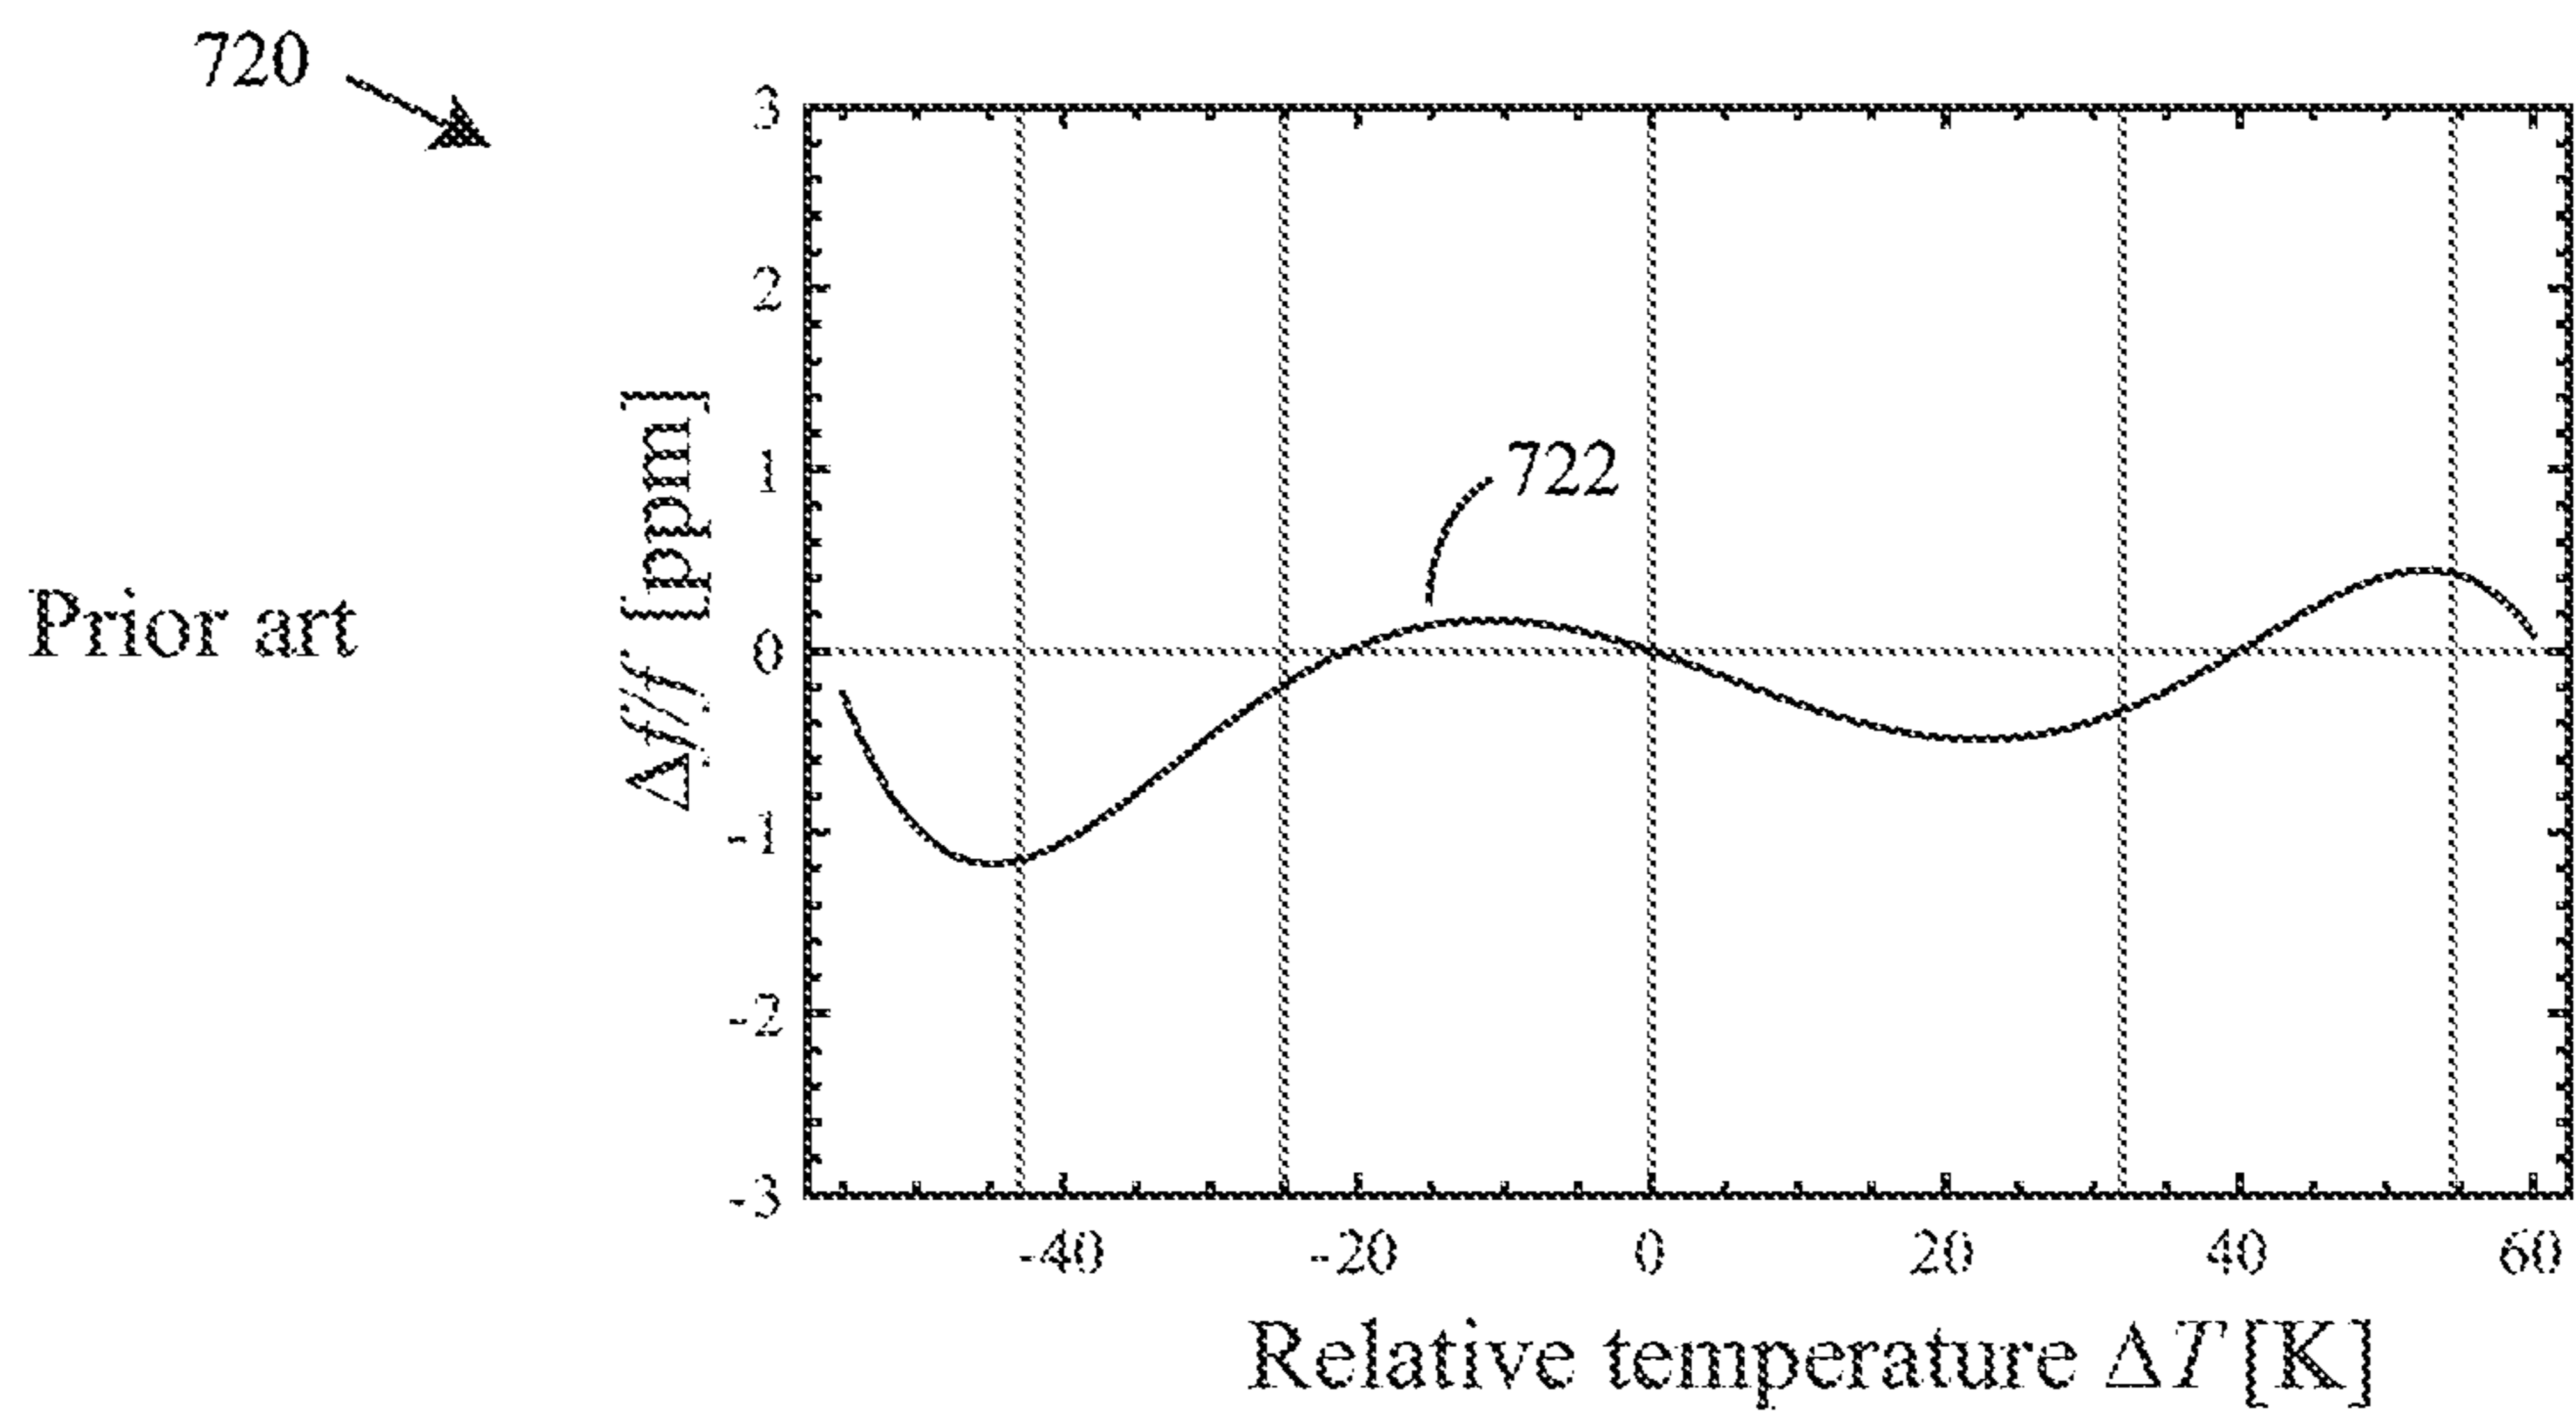 720
3
2
1
0
-1
-2
-3
Δf/f [ppm]
722
Prior art
-40 -20 0 20 40 60
Relative temperature ΔT [K]